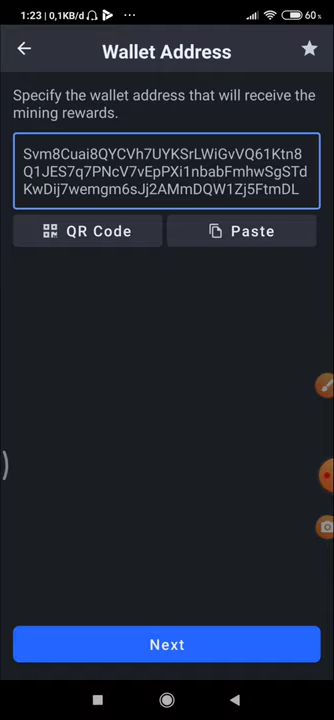 1:23 | 0,1KB/d ... 60%
Wallet Address
Specify the wallet address that will receive the
mining rewards.
Svm8Cuai8QYCVh7UYKSrLWiGvVQ61Ktn8
Q1JES7q7PNcV7vEpPXi1nbabFmhwSgSTd
KwDij7wemgm6sJj2AMmDQW1Zj5FtmDL
QR Code
Paste
Next